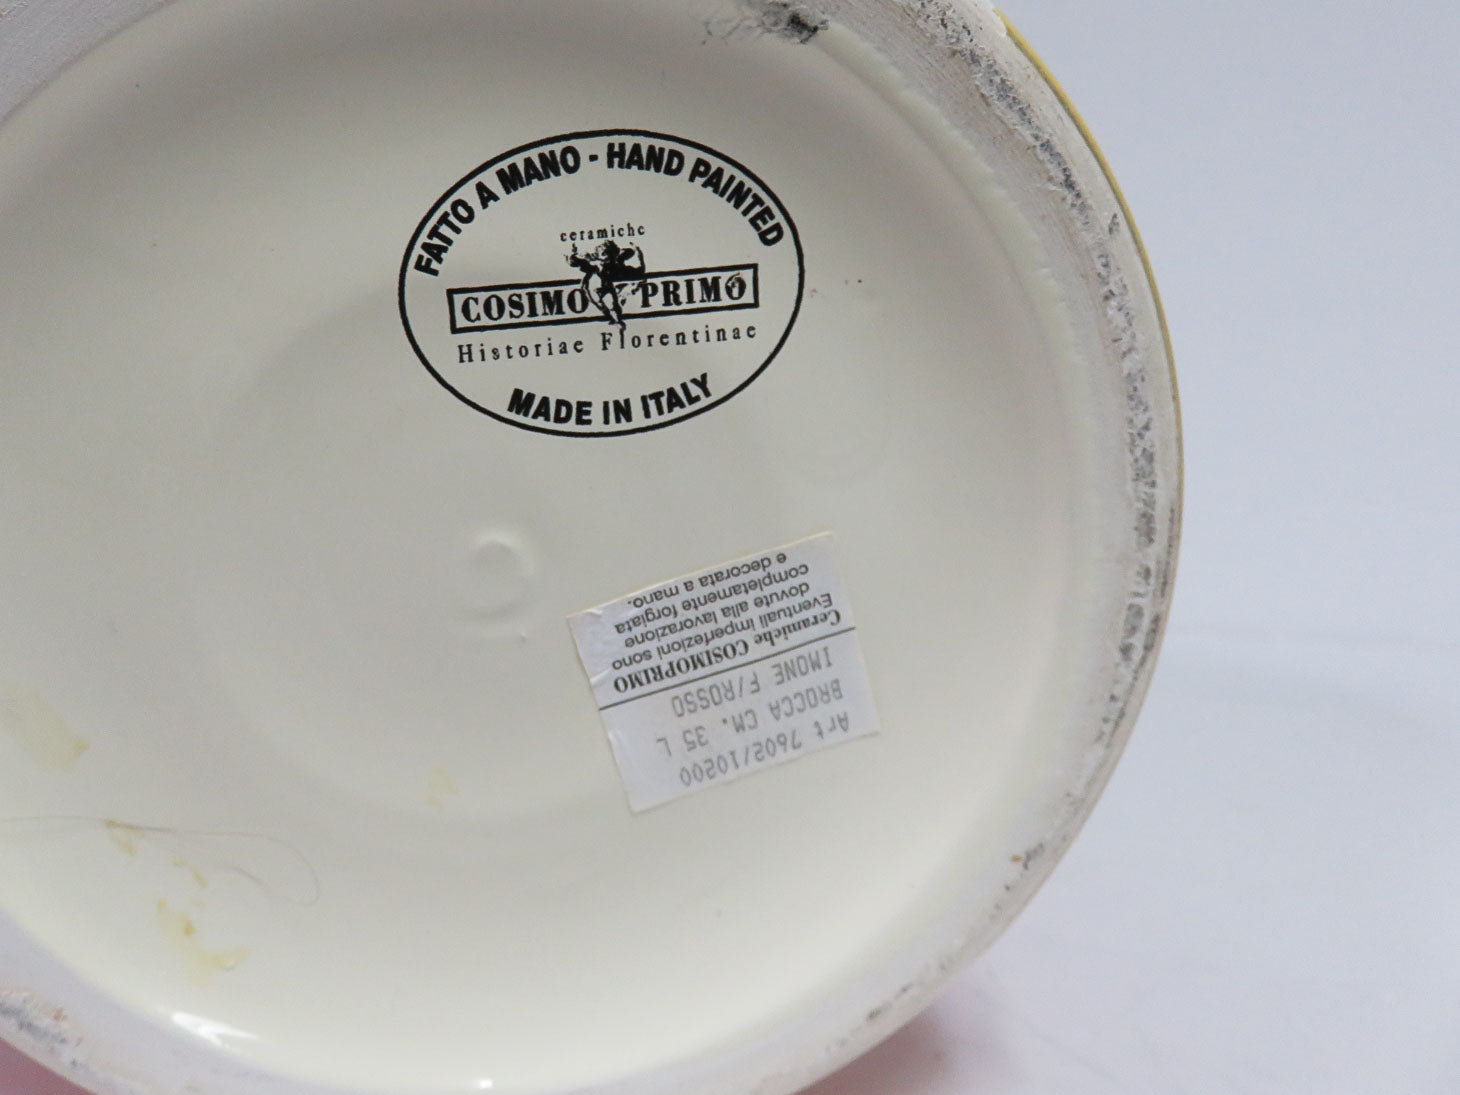 FATTO A MANO - HAND PAINTED
ceramiche
COSIMO PRIMO
Historiae Florentinae
MADE IN ITALY
Art 7602/10200
BROCCA CM. 35 L
IMONE F/ROSSO
Ceramiche COSIMOPRIMO
Eventuali imperfezioni sono
dovute alla lavorazione
completamente forgiata
e decorata a mano.